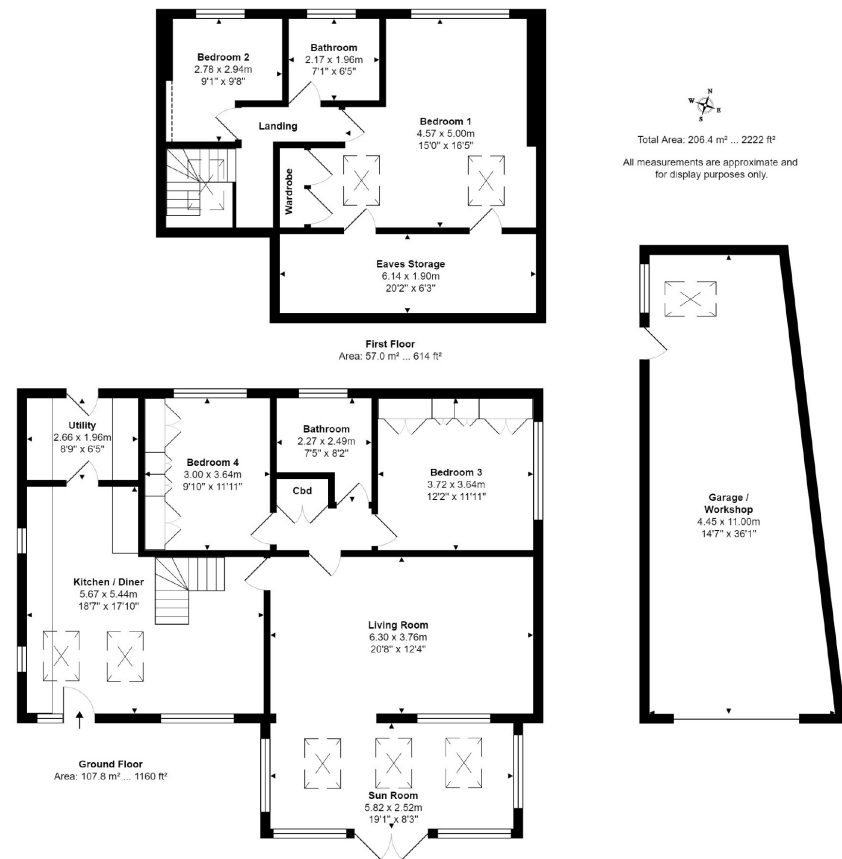 Bedroom 2
2.78 x 2.94m
9'1" x 9'8"
Bathroom
2.17 x 1.96m
7'1" x 6'5"
Landing
Bedroom 1
4.57 x 5.00m
15'0" x 16'5"
Wardrobe
Eaves Storage
6.14 x 1.90m
20'2" x 6'3"
First Floor
Area: 57.0 m² ... 614 ft²
N
W
E
S
Total Area: 206.4 m² ... 2222 ft²
All measurements are approximate and
for display purposes only.
Utility
2.66 x 1.96m
8'9" x 6'5"
Bedroom 4
3.00 x 3.64m
9'10" x 11'11"
Bathroom
2.27 x 2.49m
7'5" x 8'2"
Cbd
Bedroom 3
3.72 x 3.64m
12'2" x 11'11"
Kitchen / Diner
5.67 x 5.44m
18'7" x 17'10"
Living Room
6.30 x 3.76m
20'8" x 12'4"
Sun Room
5.82 x 2.52m
19'1" x 8'3"
Ground Floor
Area: 107.8 m² ... 1160 ft²
Garage /
Workshop
4.45 x 11.00m
14'7" x 36'1"